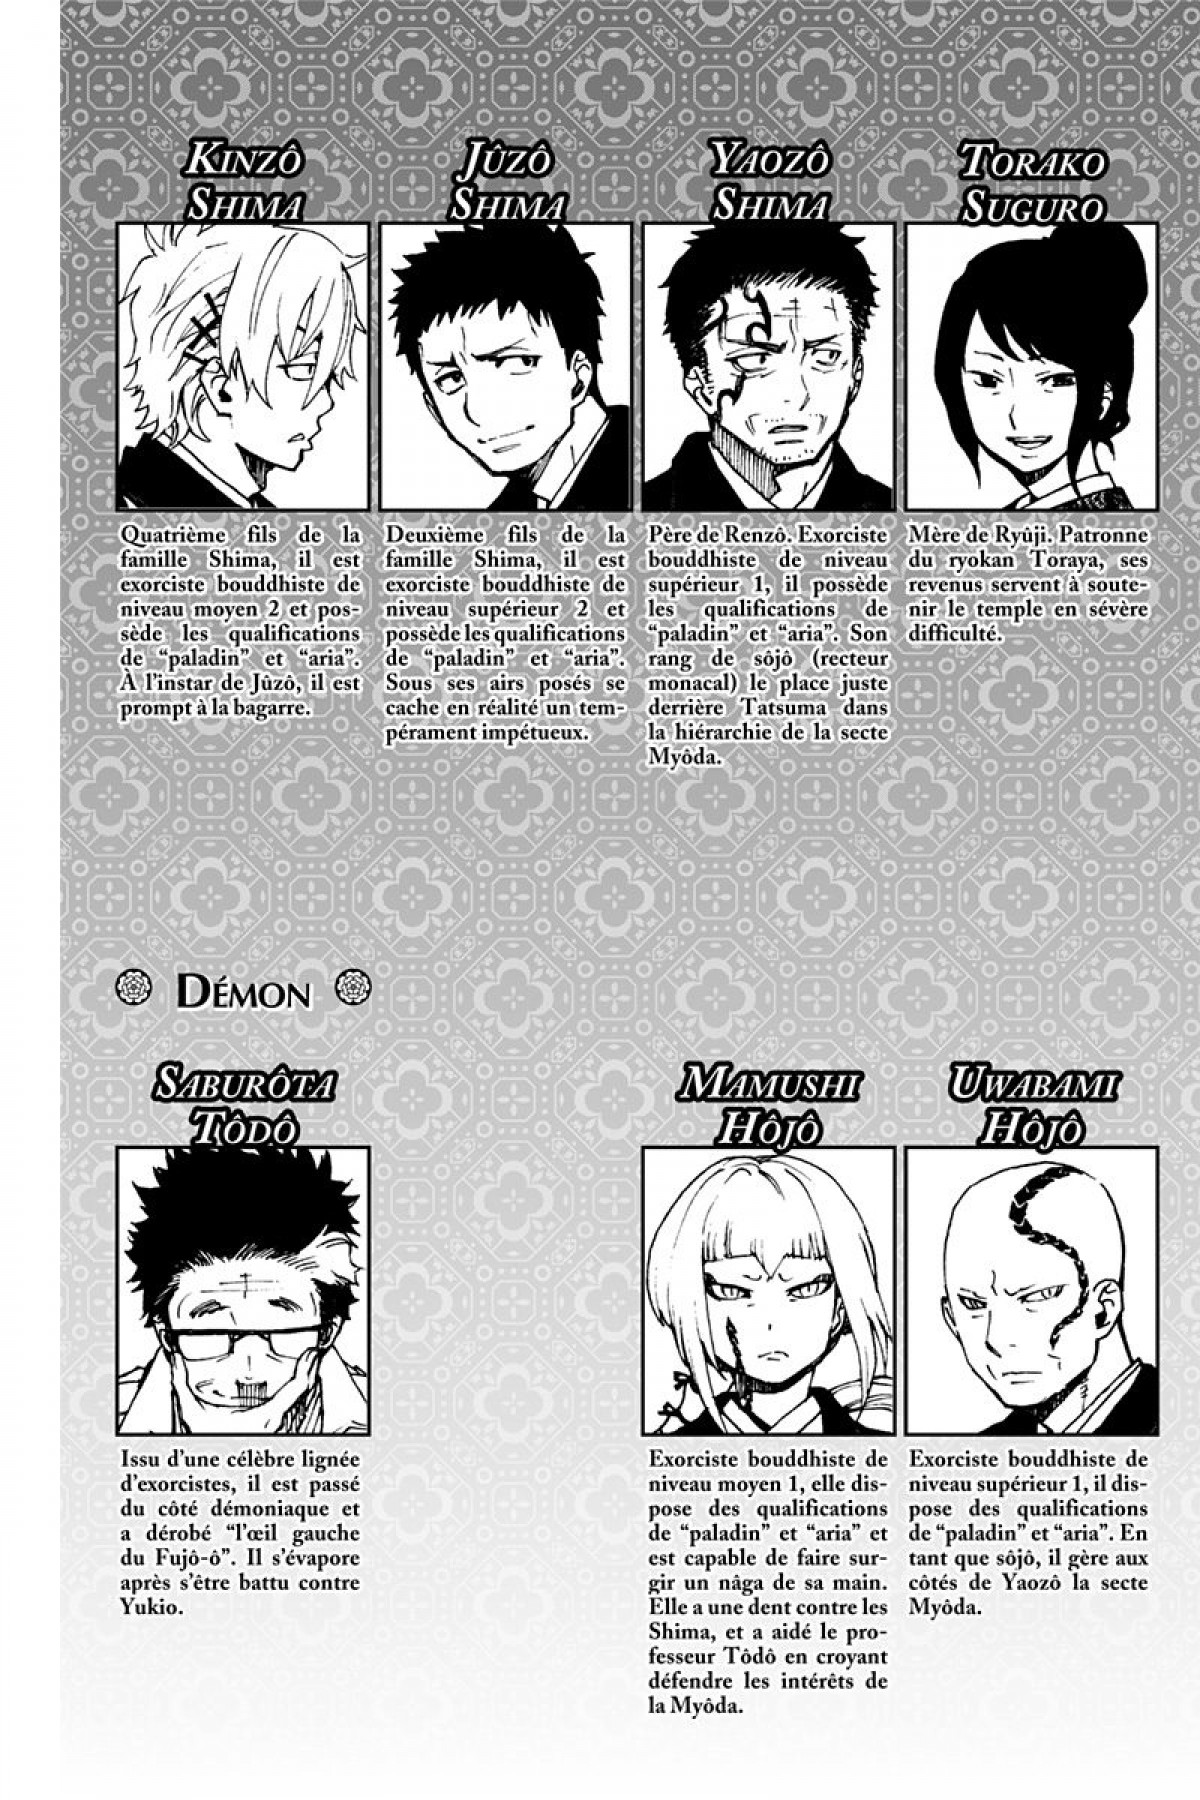 KINZÔ
SHIMA
Quatrième fils de la
famille Shima, il est
exorciste bouddhiste de
niveau moyen 2 et pos-
sède les qualifications
de “paladin” et “aria”.
À l’instar de Jûzô, il est
prompt à la bagarre.
JÛZÔ
SHIMA
Deuxième fils de la
famille Shima, il est
exorciste bouddhiste de
niveau supérieur 2 et
possède les qualifications
de “paladin” et “aria”.
Sous ses airs posés se
cache en réalité un tem-
pérament impétueux.
YAOZÔ
SHIMA
Père de Renzô. Exorciste
bouddhiste de niveau
supérieur 1, il possède
les qualifications de
“paladin” et “aria”. Son
rang de sôjô (recteur
monacal) le place juste
derrière Tatsuma dans
la hiérarchie de la secte
Myôda.
TORAKO
SUGURO
Mère de Ryûji. Patronne
du ryokan Toraya, ses
revenus servent à soute-
nir le temple en sévère
difficulté.
DÉMON
SABURÔTA
TÔDÔ
Issu d’une célèbre lignée
d’exorcistes, il est passé
du côté démoniaque et
a dérobé “l’œil gauche
du Fujô-ô”. Il s’évapore
après s’être battu contre
Yukio.
MAMUSHI
HÔJÔ
Exorciste bouddhiste de
niveau moyen 1, elle dis-
pose des qualifications
de “paladin” et “aria” et
est capable de faire sur-
gir un nâga de sa main.
Elle a une dent contre les
Shima, et a aidé le pro-
fesseur Tôdô en croyant
défendre les intérêts de
la Myôda.
UWABAMI
HÔJÔ
Exorciste bouddhiste de
niveau supérieur 1, il dis-
pose des qualifications
de “paladin” et “aria”. En
tant que sôjô, il gère aux
côtés de Yaozô la secte
Myôda.